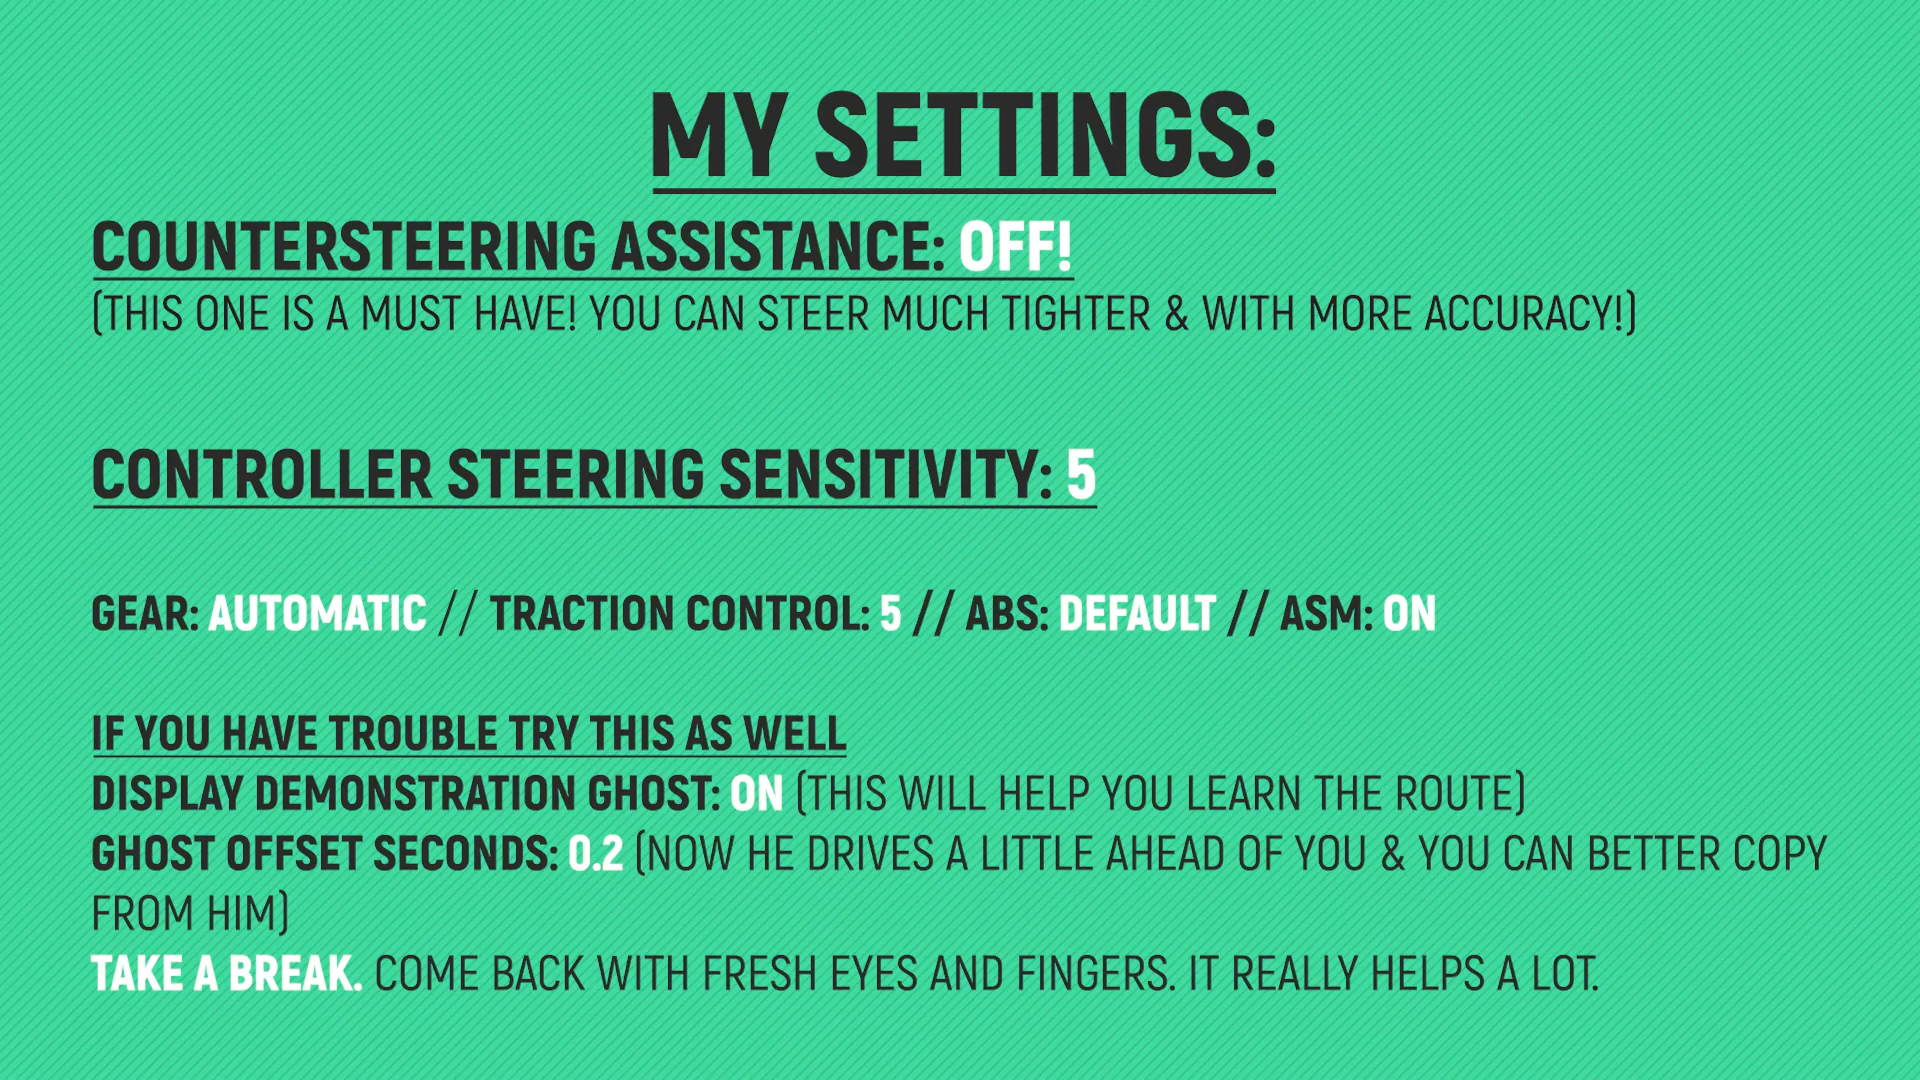 MY SETTINGS:
COUNTERSTEERING ASSISTANCE: OFF!
(THIS ONE IS A MUST HAVE! YOU CAN STEER MUCH TIGHTER & WITH MORE ACCURACY!)
CONTROLLER STEERING SENSITIVITY: 5
GEAR: AUTOMATIC // TRACTION CONTROL: 5 // ABS: DEFAULT // ASM: ON
IF YOU HAVE TROUBLE TRY THIS AS WELL
DISPLAY DEMONSTRATION GHOST: ON (THIS WILL HELP YOU LEARN THE ROUTE)
GHOST OFFSET SECONDS: 0.2 (NOW HE DRIVES A LITTLE AHEAD OF YOU & YOU CAN BETTER COPY
FROM HIM)
TAKE A BREAK. COME BACK WITH FRESH EYES AND FINGERS. IT REALLY HELPS A LOT.